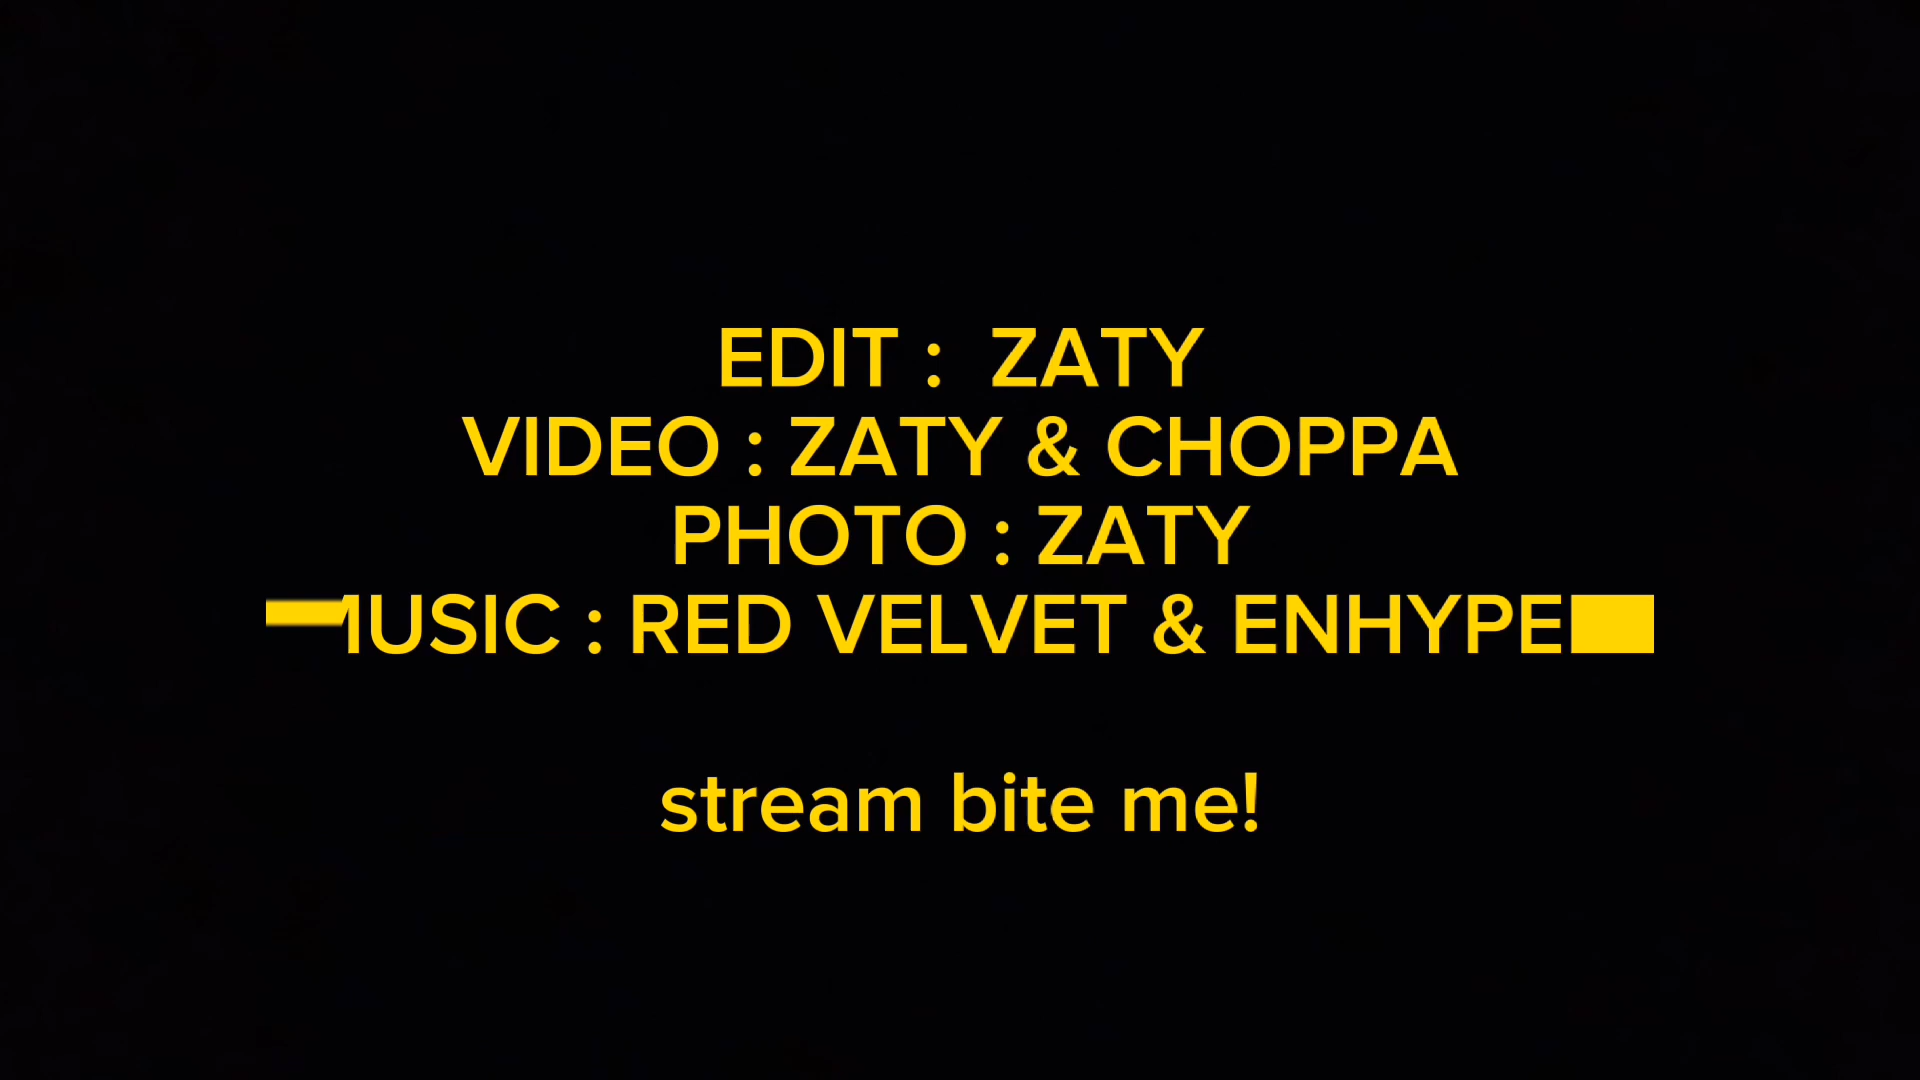 EDIT : ZATY
VIDEO : ZATY & CHOPPA
PHOTO : ZATY
: RED VELVET &
stream bite me!